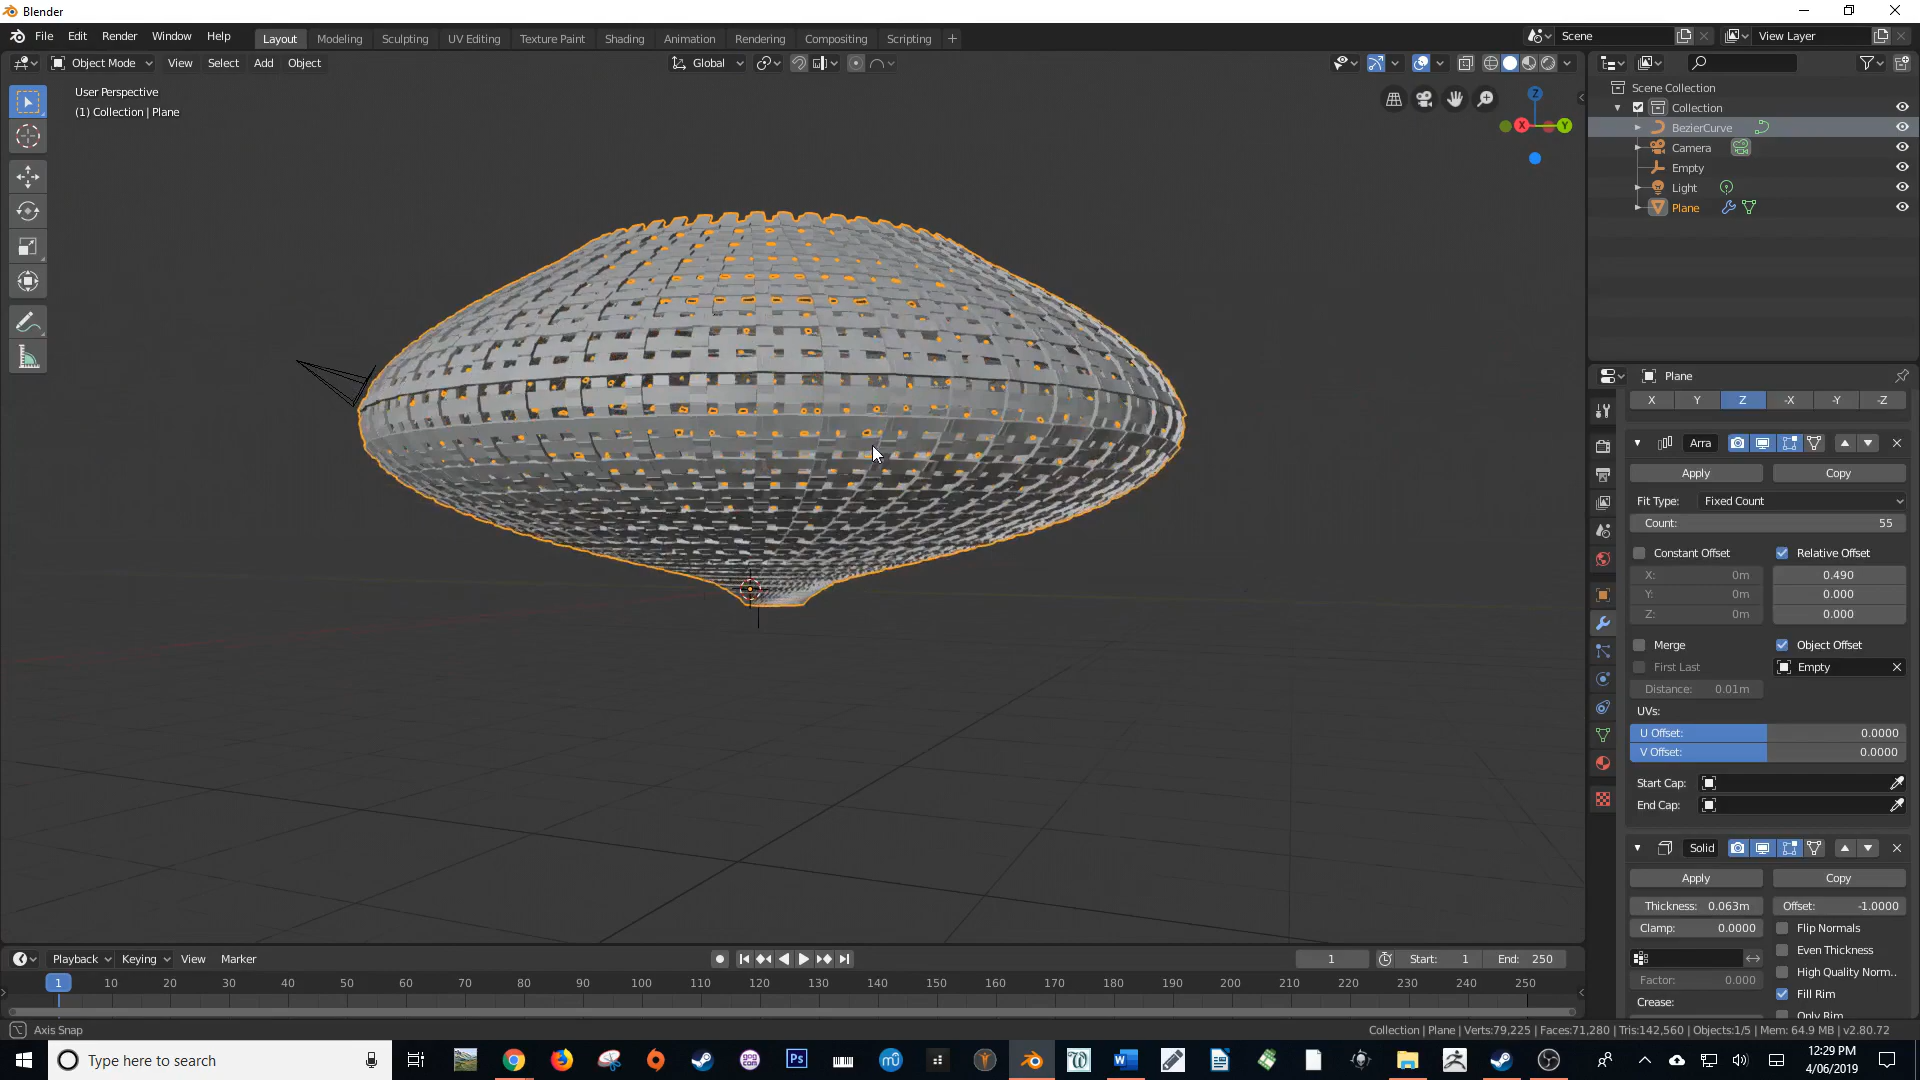 Blender
File Edit Render Window Help Layout Modeling Sculpting UV Editing Texture Paint Shading Animation Rendering Compositing Scripting + Scene View Layer
Object Mode View Select Add Object Global
User Perspective
(1) Collection | Plane
Z
X Y
Scene Collection
Collection
BezierCurve
Camera
Empty
Light
Plane
Plane
X Y Z -X -Y -Z
Arra
Apply Copy
Fit Type: Fixed Count
Count: 55
Constant Offset Relative Offset
X: 0m 0.490
Y: 0m 0.000
Z: 0m 0.000
Merge Object Offset
First Last Empty
Distance: 0.01m
UVs:
U Offset: 0.0000
V Offset: 0.0000
Start Cap:
End Cap:
Solid
Apply Copy
Thickness: 0.063m Offset: -1.0000
Clamp: 0.0000 Flip Normals
Even Thickness
High Quality Norm..
Factor: 0.000 Fill Rim
Crease: Only Rim
Playback Keying View Marker 1 Start: 1 End: 250
1 10 20 30 40 50 60 70 80 90 100 110 120 130 140 150 160 170 180 190 200 210 220 230 240 250
Axis Snap Collection | Plane | Verts:79,225 | Faces:71,280 | Tris:142,560 | Objects:1/5 | Mem: 64.9 MB | v2.80.72
Type here to search
12:29 PM
4/06/2019